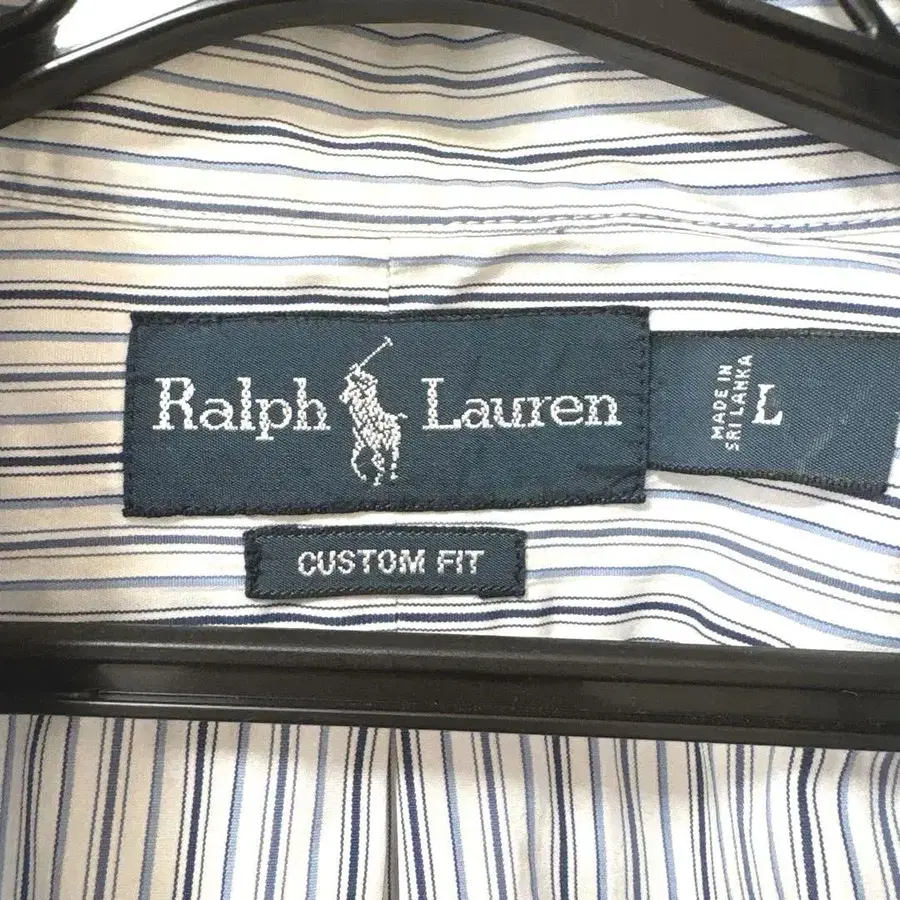 Ralph Lauren
MADE IN
SRI LANKA
L
CUSTOM FIT